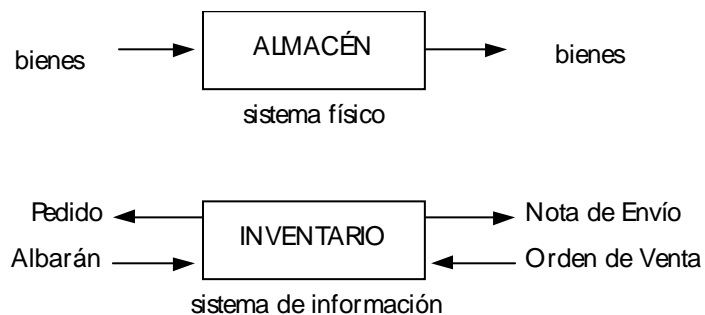 ALMACÉN
bienes
bienes
sistema físico
Pedido
Nota de Envío
INVENTARIO
Albarán
Orden de Venta
sistema de información